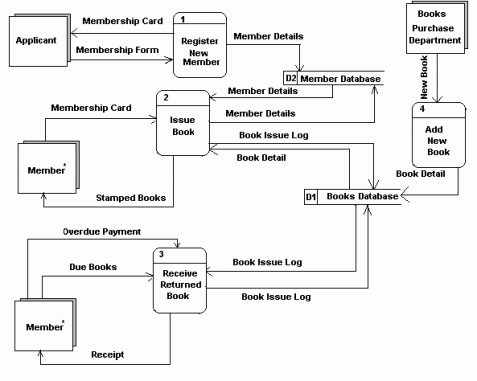 Membership Card
Applicant
Membership Form
1
Register
New
Member
Member Details
Books
Purchase
Department
D2 Member Database
New Book
Member Details
Membership Card
2
Issue
Book
Member Details
4
Add
New
Book
Book Issue Log
Book Detail
Member*
Stamped Books
Book Detail
D1 Books Database
Overdue Payment
3
Receive
Returned
Book
Due Books
Book Issue Log
Book Issue Log
Member*
Receipt